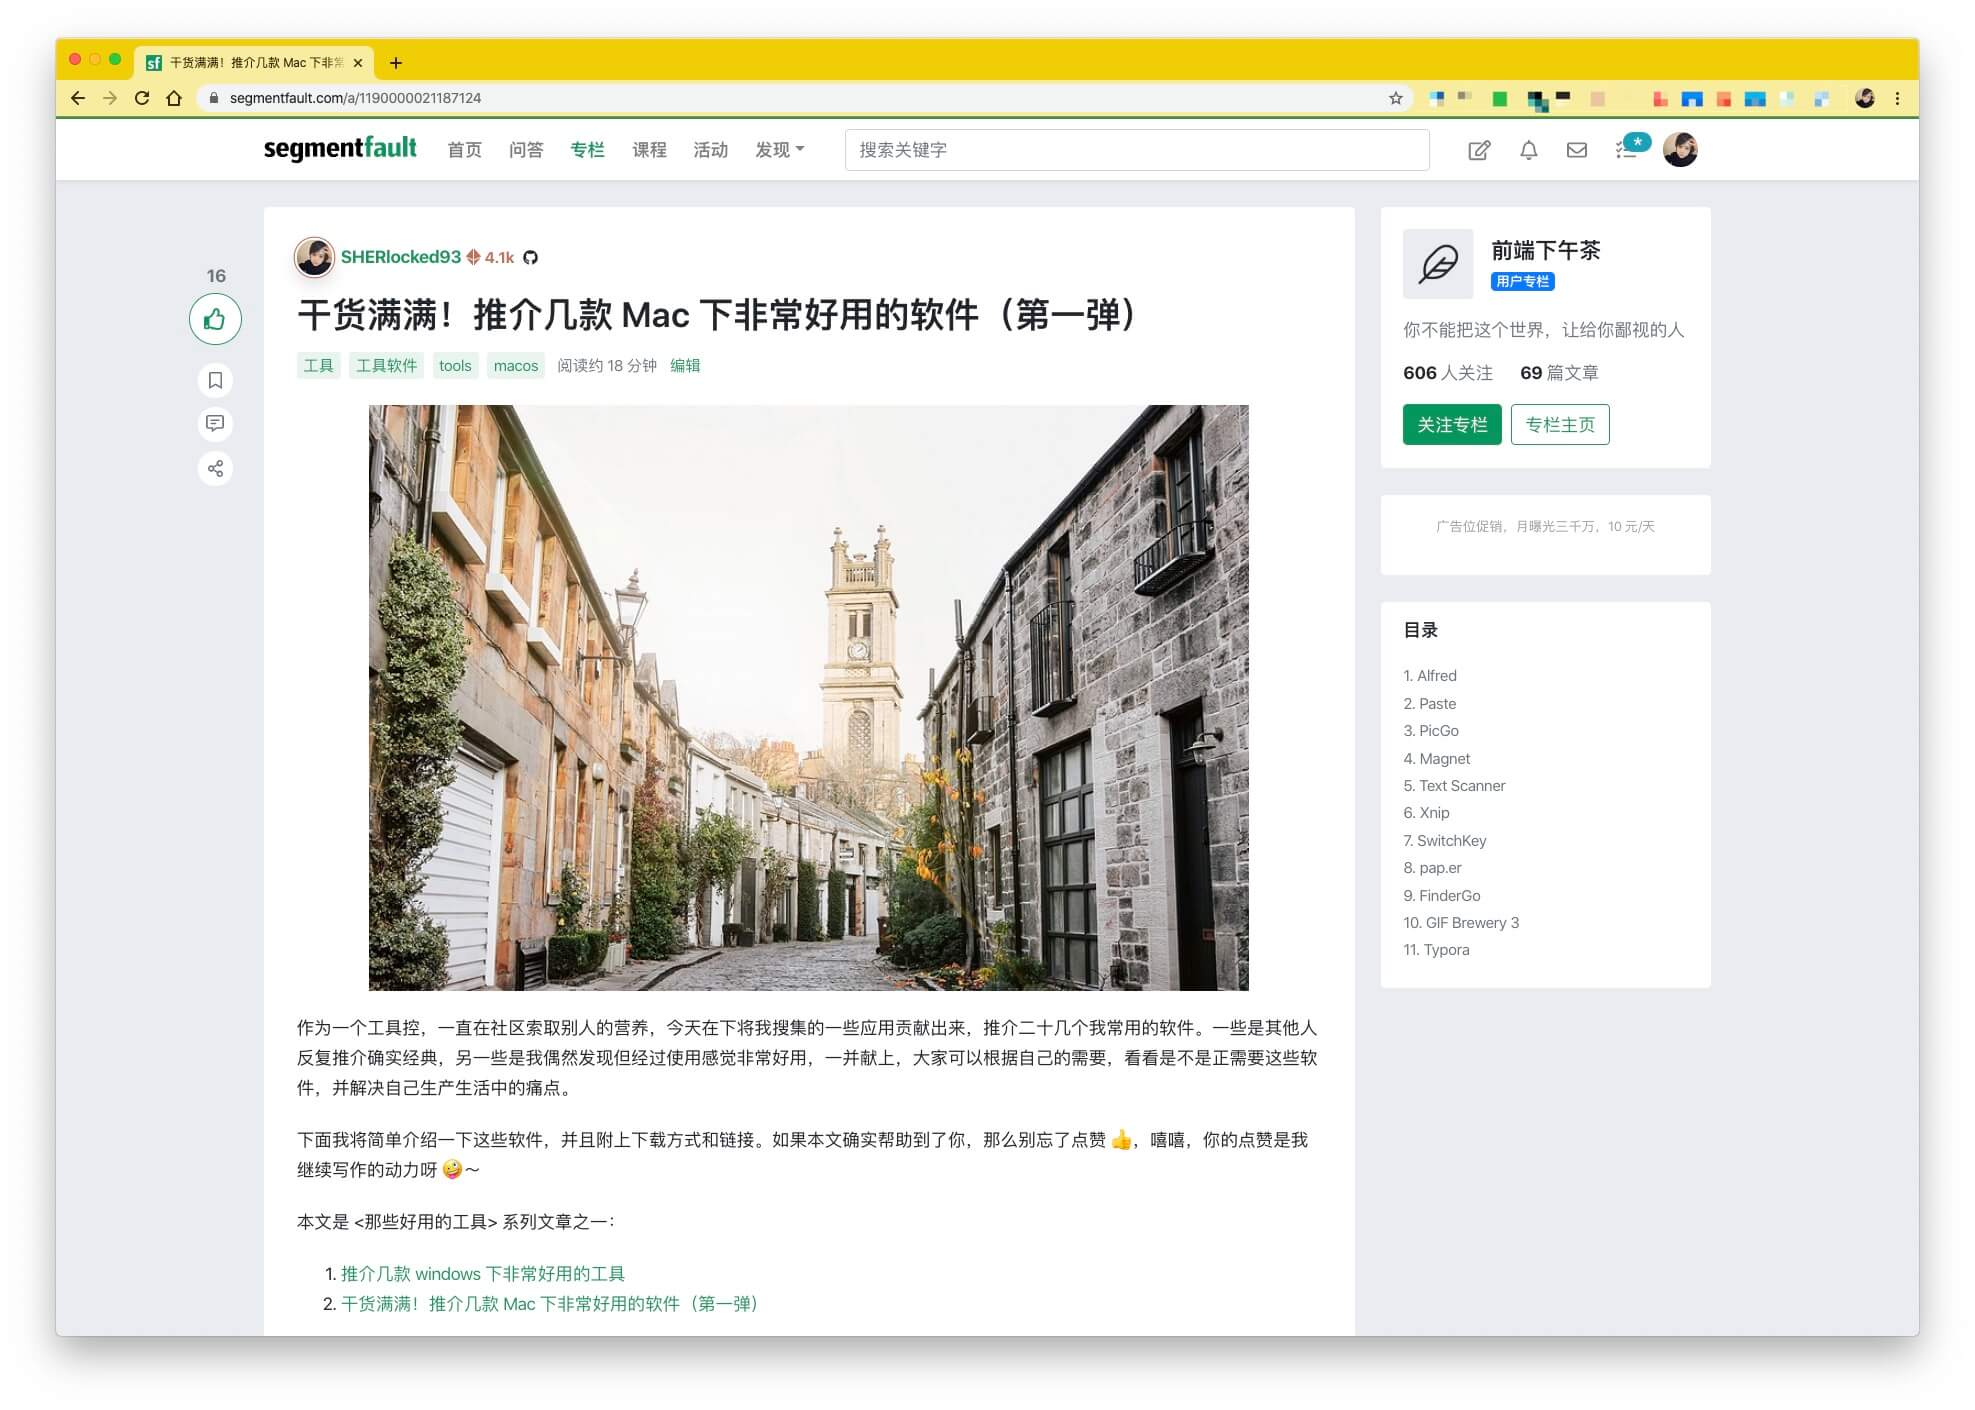 sf 干货满满！推介几款 Mac 下非常
segmentfault.com/a/1190000021187124
segmentfault 首页 问答 专栏 课程 活动 发现 搜索关键字
16
SHERlocked93 4.1k
干货满满！推介几款 Mac 下非常好用的软件（第一弹）
工具 工具软件 tools macos 阅读约 18 分钟 编辑
作为一个工具控，一直在社区索取别人的营养，今天在下将我搜集的一些应用贡献出来，推介二十几个我常用的软件。一些是其他人
反复推介确实经典，另一些是我偶然发现但经过使用感觉非常好用，一并献上，大家可以根据自己的需要，看看是不是正需要这些软
件，并解决自己生产生活中的痛点。
下面我将简单介绍一下这些软件，并且附上下载方式和链接。如果本文确实帮助到了你，那么别忘了点赞 👍，嘻嘻，你的点赞是我
继续写作的动力呀 🤪～
本文是 <那些好用的工具> 系列文章之一：
1. 推介几款 windows 下非常好用的工具
2. 干货满满！推介几款 Mac 下非常好用的软件（第一弹）
前端下午茶
用户专栏
你不能把这个世界，让给你鄙视的人
606 人关注 69 篇文章
关注专栏 专栏主页
广告位促销，月曝光三千万，10 元/天
目录
1. Alfred
2. Paste
3. PicGo
4. Magnet
5. Text Scanner
6. Xnip
7. SwitchKey
8. pap.er
9. FinderGo
10. GIF Brewery 3
11. Typora